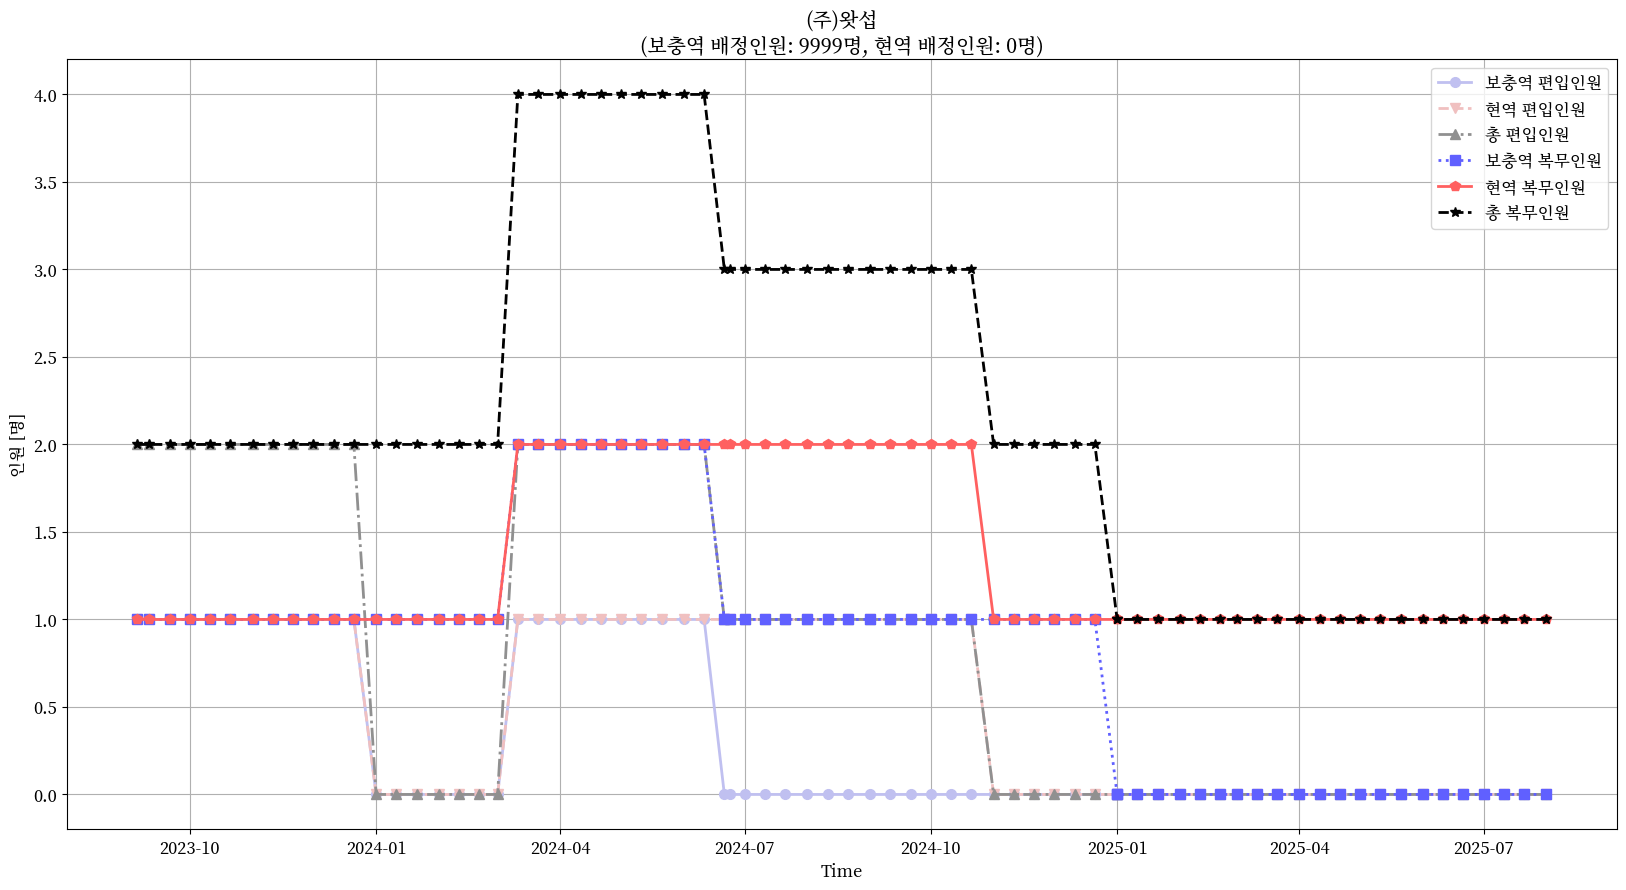 (주)왓섭
(보충역 배정인원: 9999명, 현역 배정인원: 0명)
보충역 편입인원
현역 편입인원
총 편입인원
보충역 복무인원
현역 복무인원
총 복무인원
인원 [명]
4.0
3.5
3.0
2.5
2.0
1.5
1.0
0.5
0.0
2023-10
2024-01
2024-04
2024-07
2024-10
2025-01
2025-04
2025-07
Time